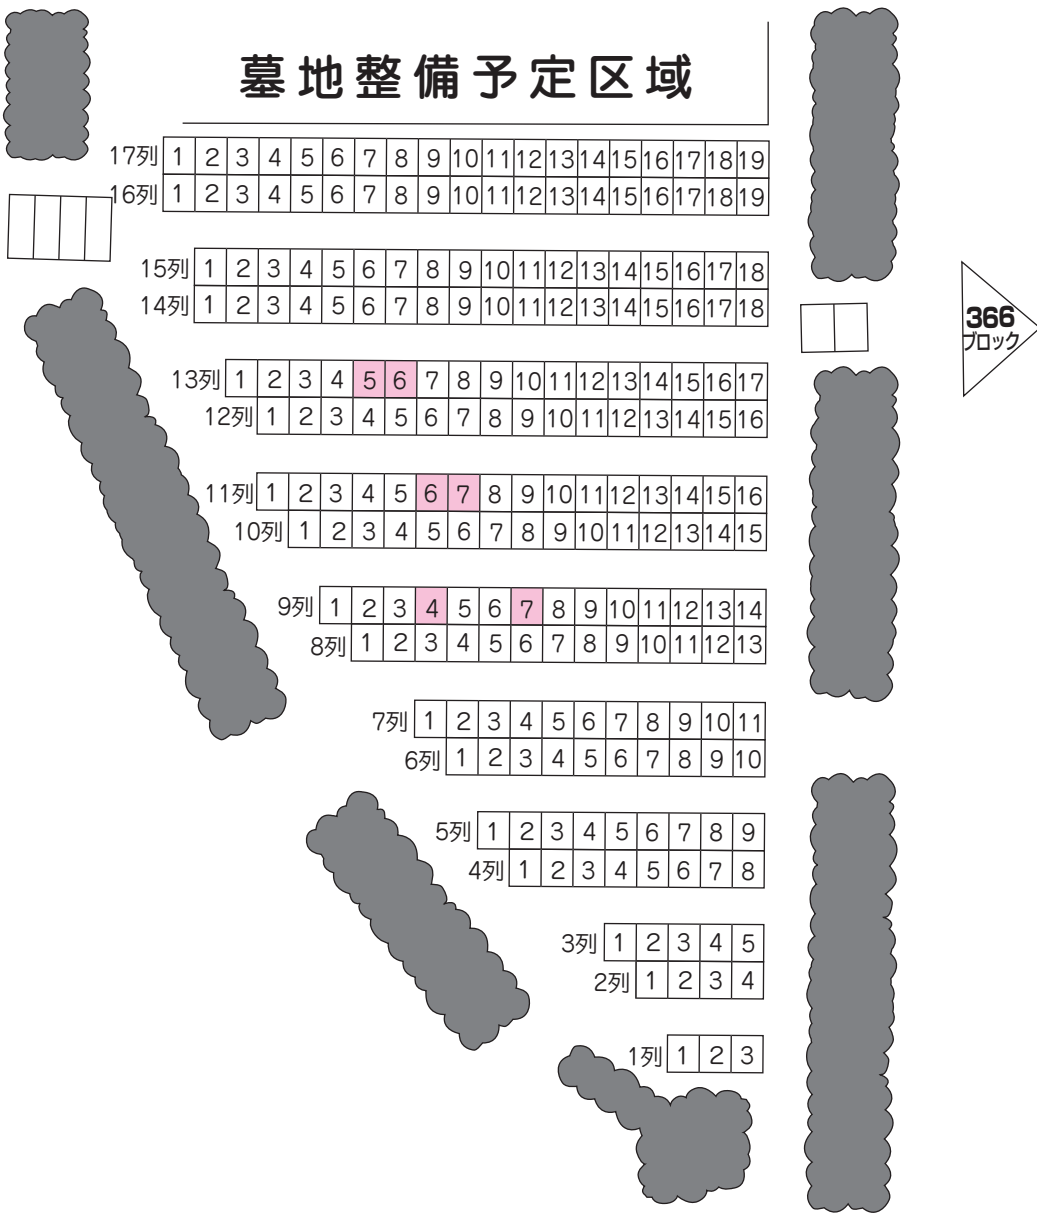 墓地整備予定区域
17列 1 2 3 4 5 6 7 8 9 10 11 12 13 14 15 16 17 18 19
16列 1 2 3 4 5 6 7 8 9 10 11 12 13 14 15 16 17 18 19
15列 1 2 3 4 5 6 7 8 9 10 11 12 13 14 15 16 17 18
14列 1 2 3 4 5 6 7 8 9 10 11 12 13 14 15 16 17 18
366
ブロック
13列 1 2 3 4 5 6 7 8 9 10 11 12 13 14 15 16 17
12列 1 2 3 4 5 6 7 8 9 10 11 12 13 14 15 16
11列 1 2 3 4 5 6 7 8 9 10 11 12 13 14 15 16
10列 1 2 3 4 5 6 7 8 9 10 11 12 13 14 15
9列 1 2 3 4 5 6 7 8 9 10 11 12 13 14
8列 1 2 3 4 5 6 7 8 9 10 11 12 13
7列 1 2 3 4 5 6 7 8 9 10 11
6列 1 2 3 4 5 6 7 8 9 10
5列 1 2 3 4 5 6 7 8 9
4列 1 2 3 4 5 6 7 8
3列 1 2 3 4 5
2列 1 2 3 4
1列 1 2 3